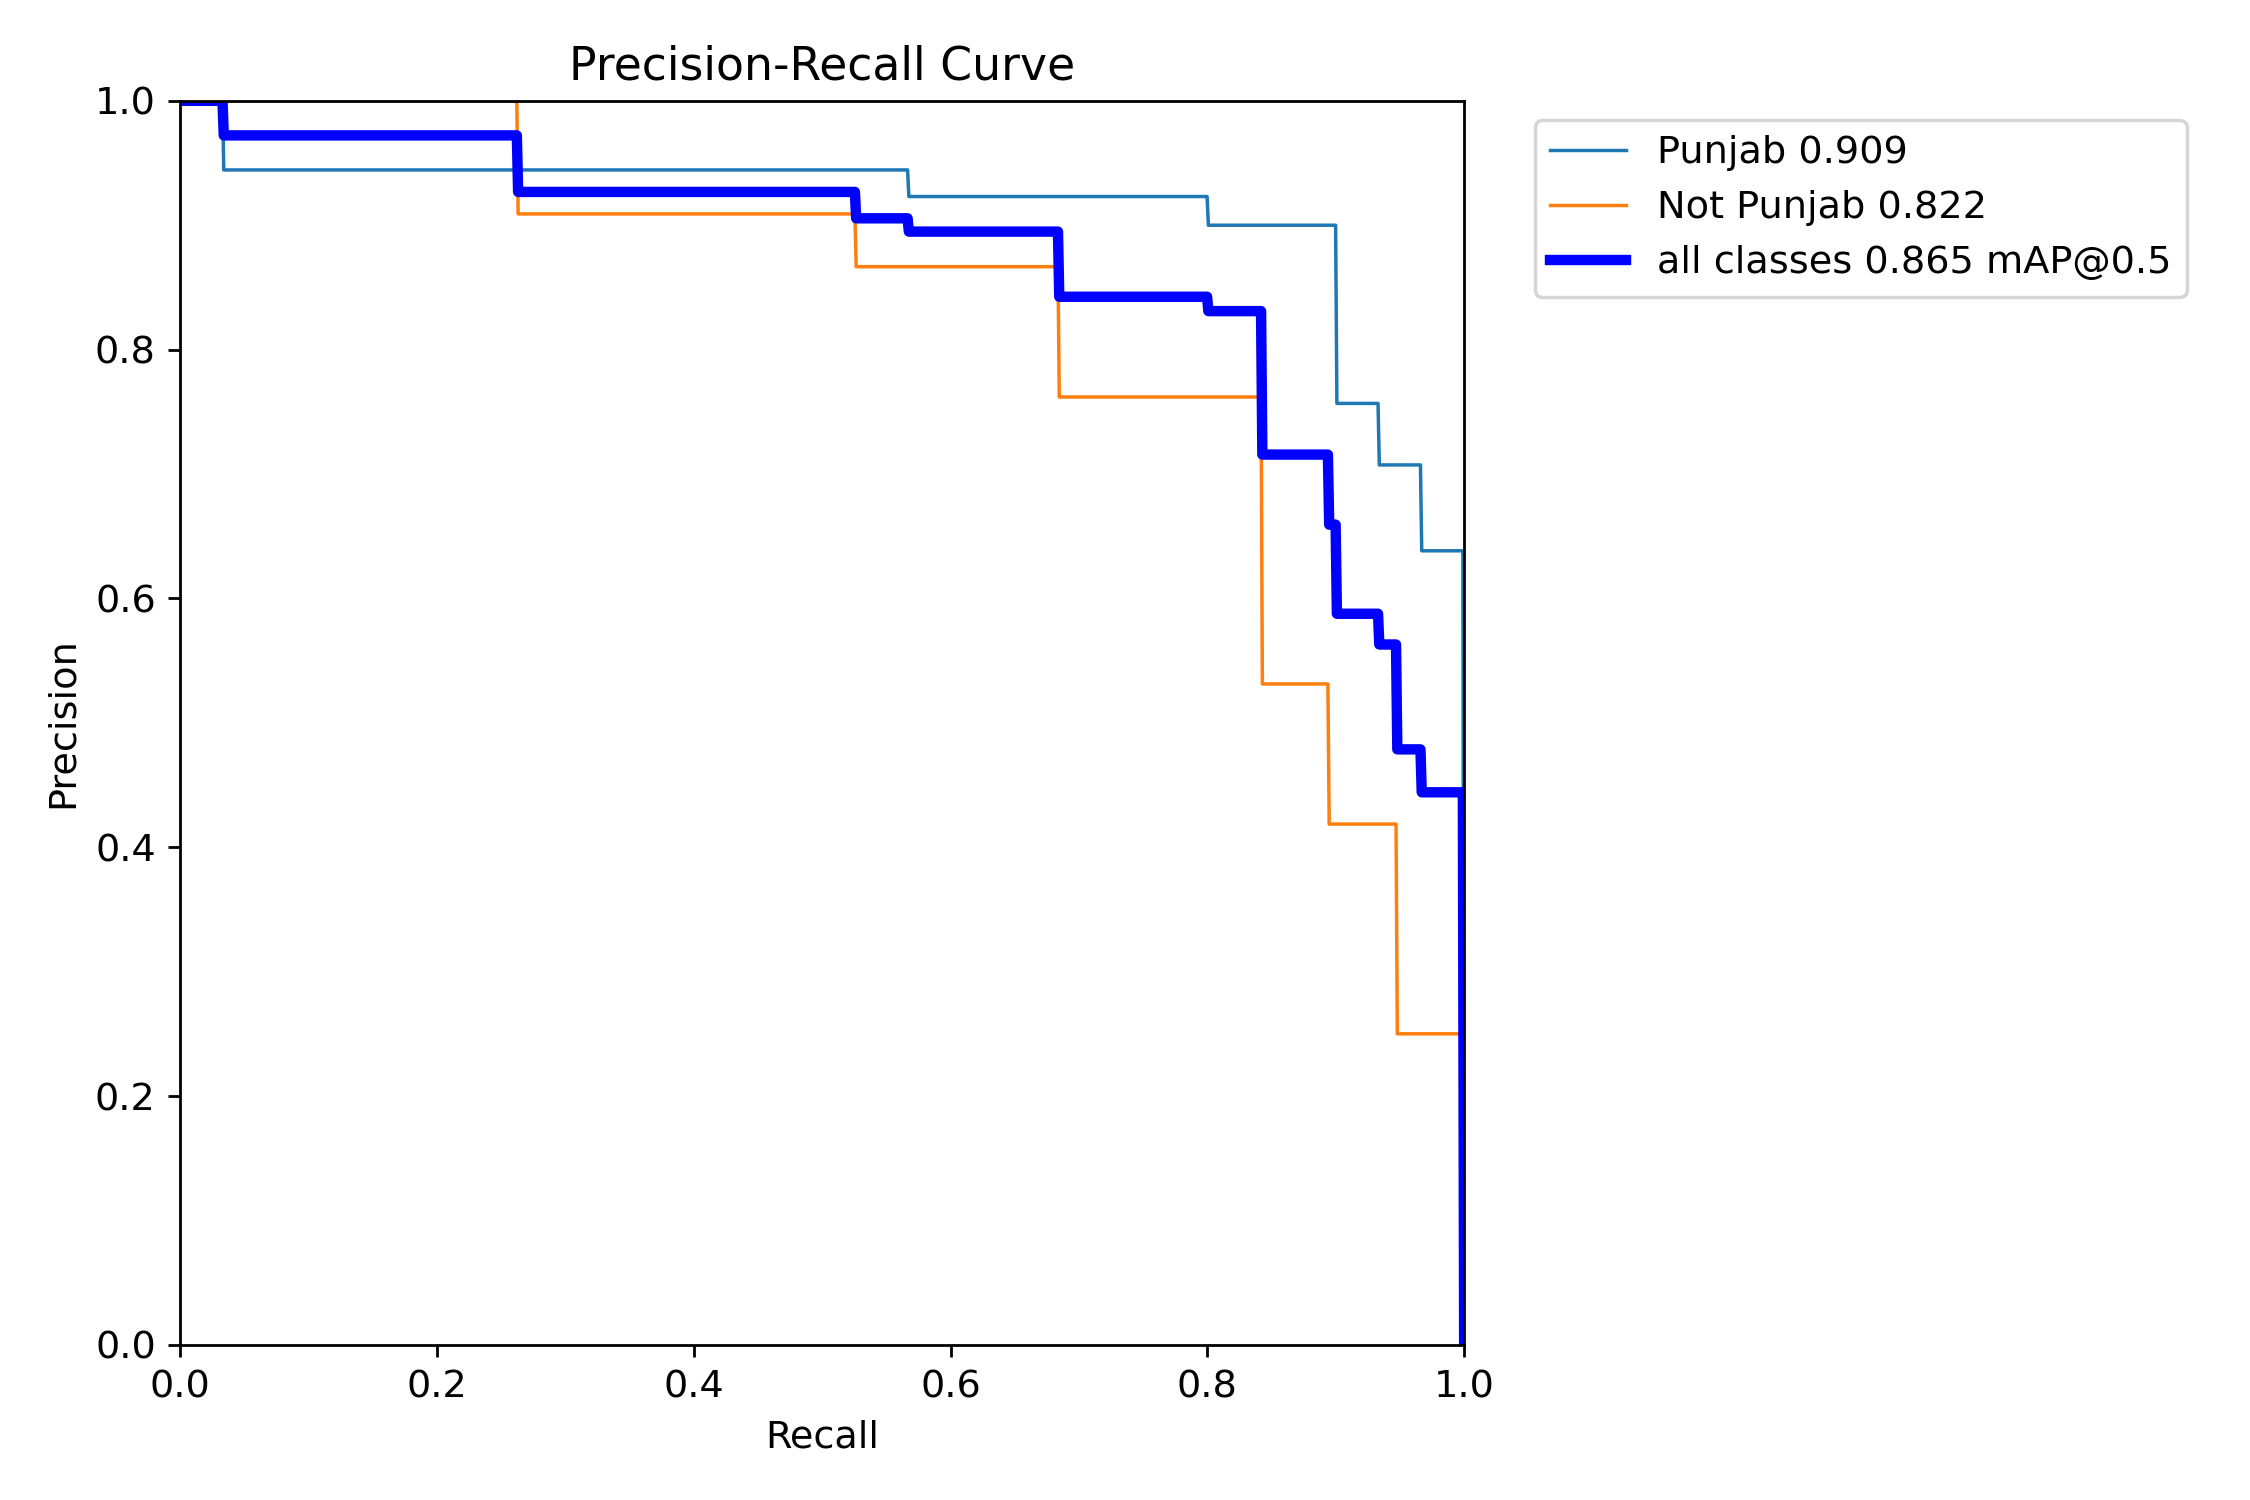 Precision-Recall Curve
1.0
0.8
0.6
0.4
0.2
0.0
Precision
0.0 0.2 0.4 0.6 0.8 1.0
Recall
Punjab 0.909
Not Punjab 0.822
all classes 0.865 mAP@0.5